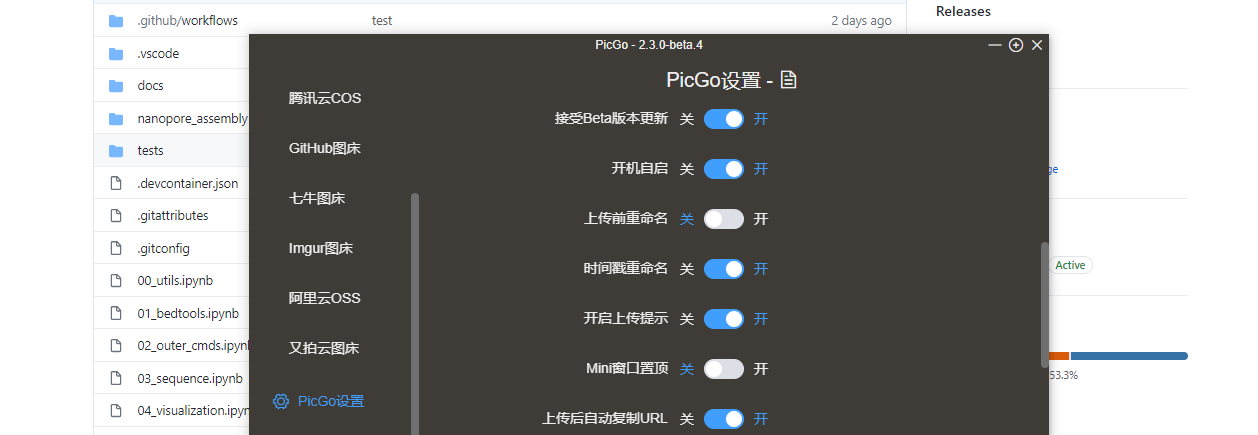 .github/workflows test 2 days ago
Releases
.vscode
docs
nanopore_assembly
tests
.devcontainer.json
.gitattributes
.gitconfig
00_utils.ipynb
01_bedtools.ipynb
02_outer_cmds.ipynb
03_sequence.ipynb
04_visualization.ipyn
PicGo - 2.3.0-beta.4
PicGo设置 -
腾讯云COS
GitHub图床
七牛图床
Imgur图床
阿里云OSS
又拍云图床
PicGo设置
接受Beta版本更新 关 开
开机自启 关 开
上传前重命名 关 开
时间戳重命名 关 开
开启上传提示 关 开
Mini窗口置顶 关 开
上传后自动复制URL 关 开
ge
Active
53.3%